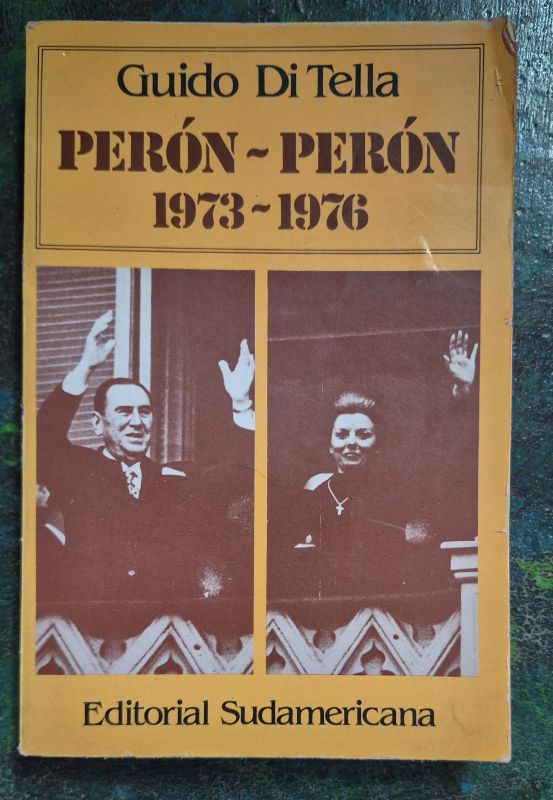 Guido Di Tella
PERÓN ~ PERÓN
1973 ~ 1976
Editorial Sudamericana